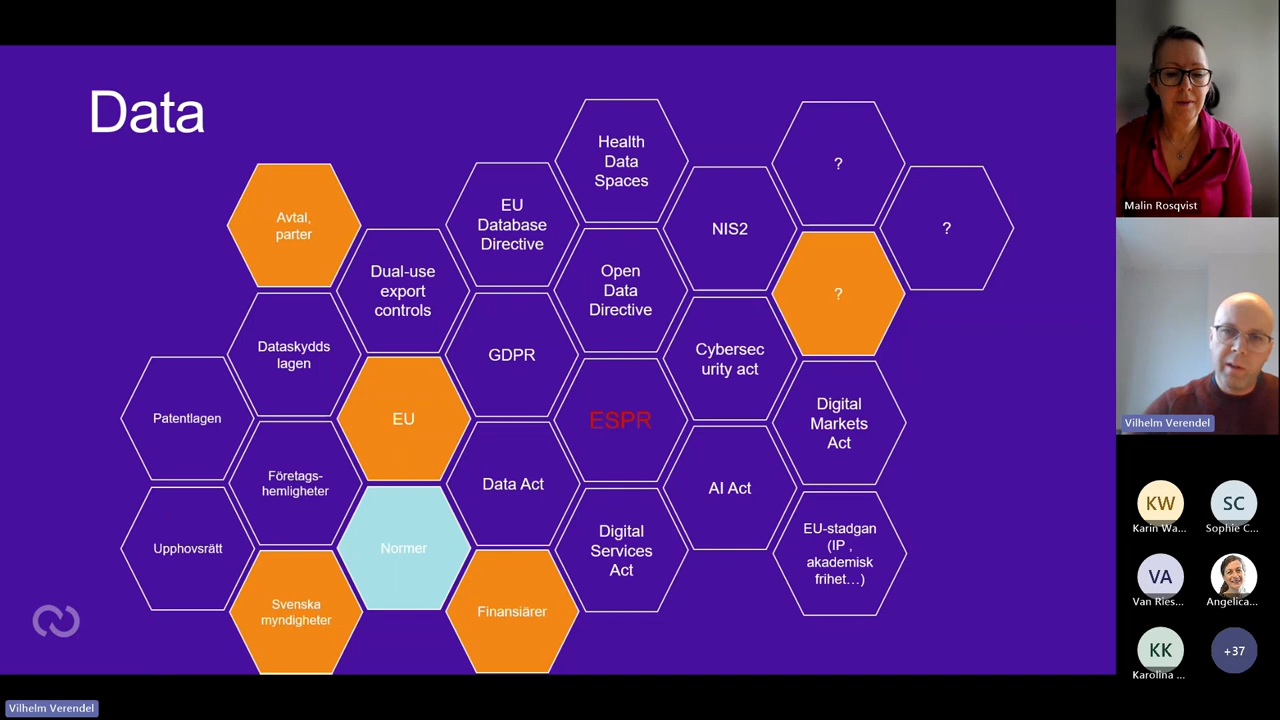 Data
Health
Data
Spaces
?
Avtal,
parter
EU
Database
Directive
NIS2
?
Dual-use
export
controls
Open
Data
Directive
?
Dataskydds
lagen
GDPR
Cybersec
urity act
Patentlagen
EU
ESPR
Digital
Markets
Act
Företags-
hemligheter
Data Act
AI Act
Upphovsrätt
Normer
Digital
Services
Act
EU-stadgan
(IP ,
akademisk
frihet…)
Svenska
myndigheter
Finansiärer
Malin Rosqvist
Vilhelm Verendel
KW
Karin Wa...
SC
Sophie C...
VA
Van Ries...
Angelica...
KK
Karolina ...
+37
Vilhelm Verendel